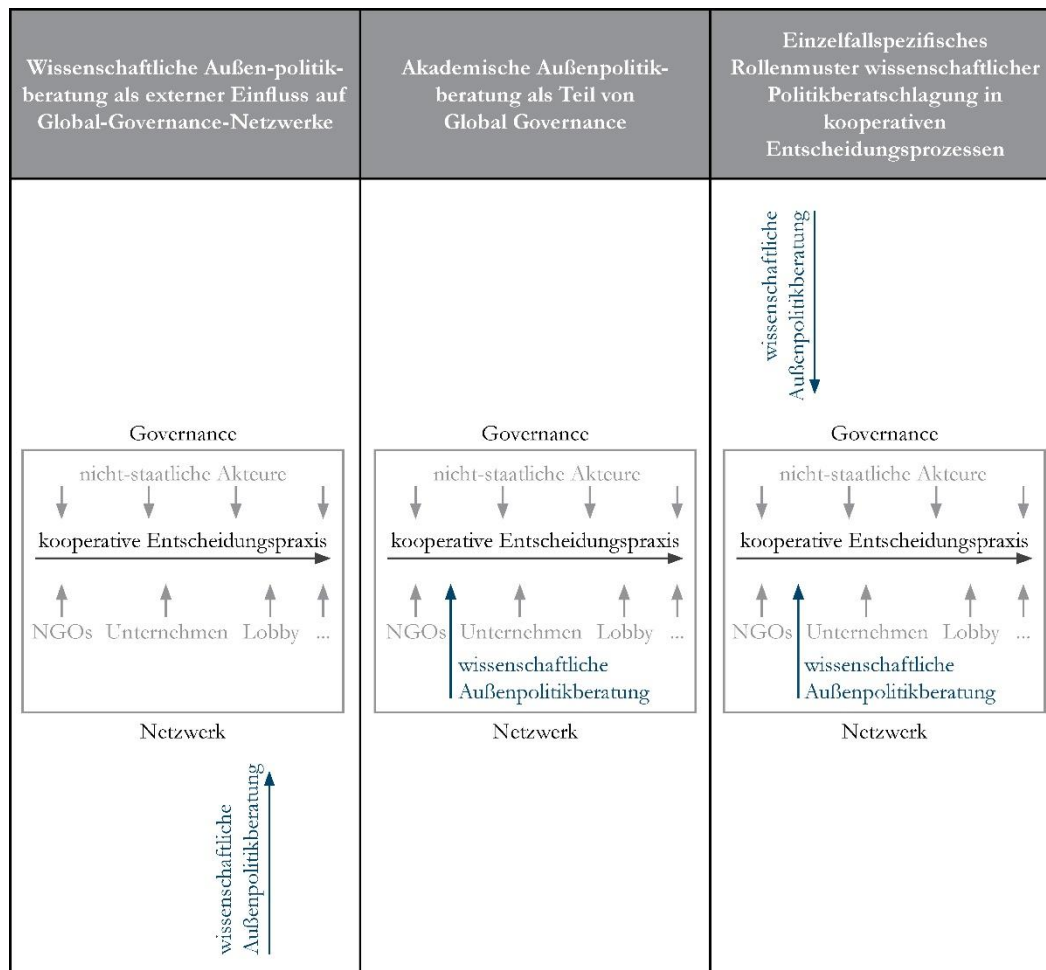 Wissenschaftliche Außen-politik-
beratung als externer Einfluss auf
Global-Governance-Netzwerke
Akademische Außenpolitik-
beratung als Teil von
Global Governance
Einzelfallspezifisches
Rollenmuster wissenschaftlicher
Politikberatschlagung in
kooperativen
Entscheidungsprozessen
Governance
nicht-staatliche Akteure
kooperative Entscheidungspraxis
NGOs Unternehmen Lobby ...
Netzwerk
wissenschaftliche
Außenpolitikberatung
Governance
nicht-staatliche Akteure
kooperative Entscheidungspraxis
NGOs Unternehmen Lobby ...
wissenschaftliche
Außenpolitikberatung
Netzwerk
wissenschaftliche
Außenpolitikberatung
Governance
nicht-staatliche Akteure
kooperative Entscheidungspraxis
NGOs Unternehmen Lobby ...
wissenschaftliche
Außenpolitikberatung
Netzwerk